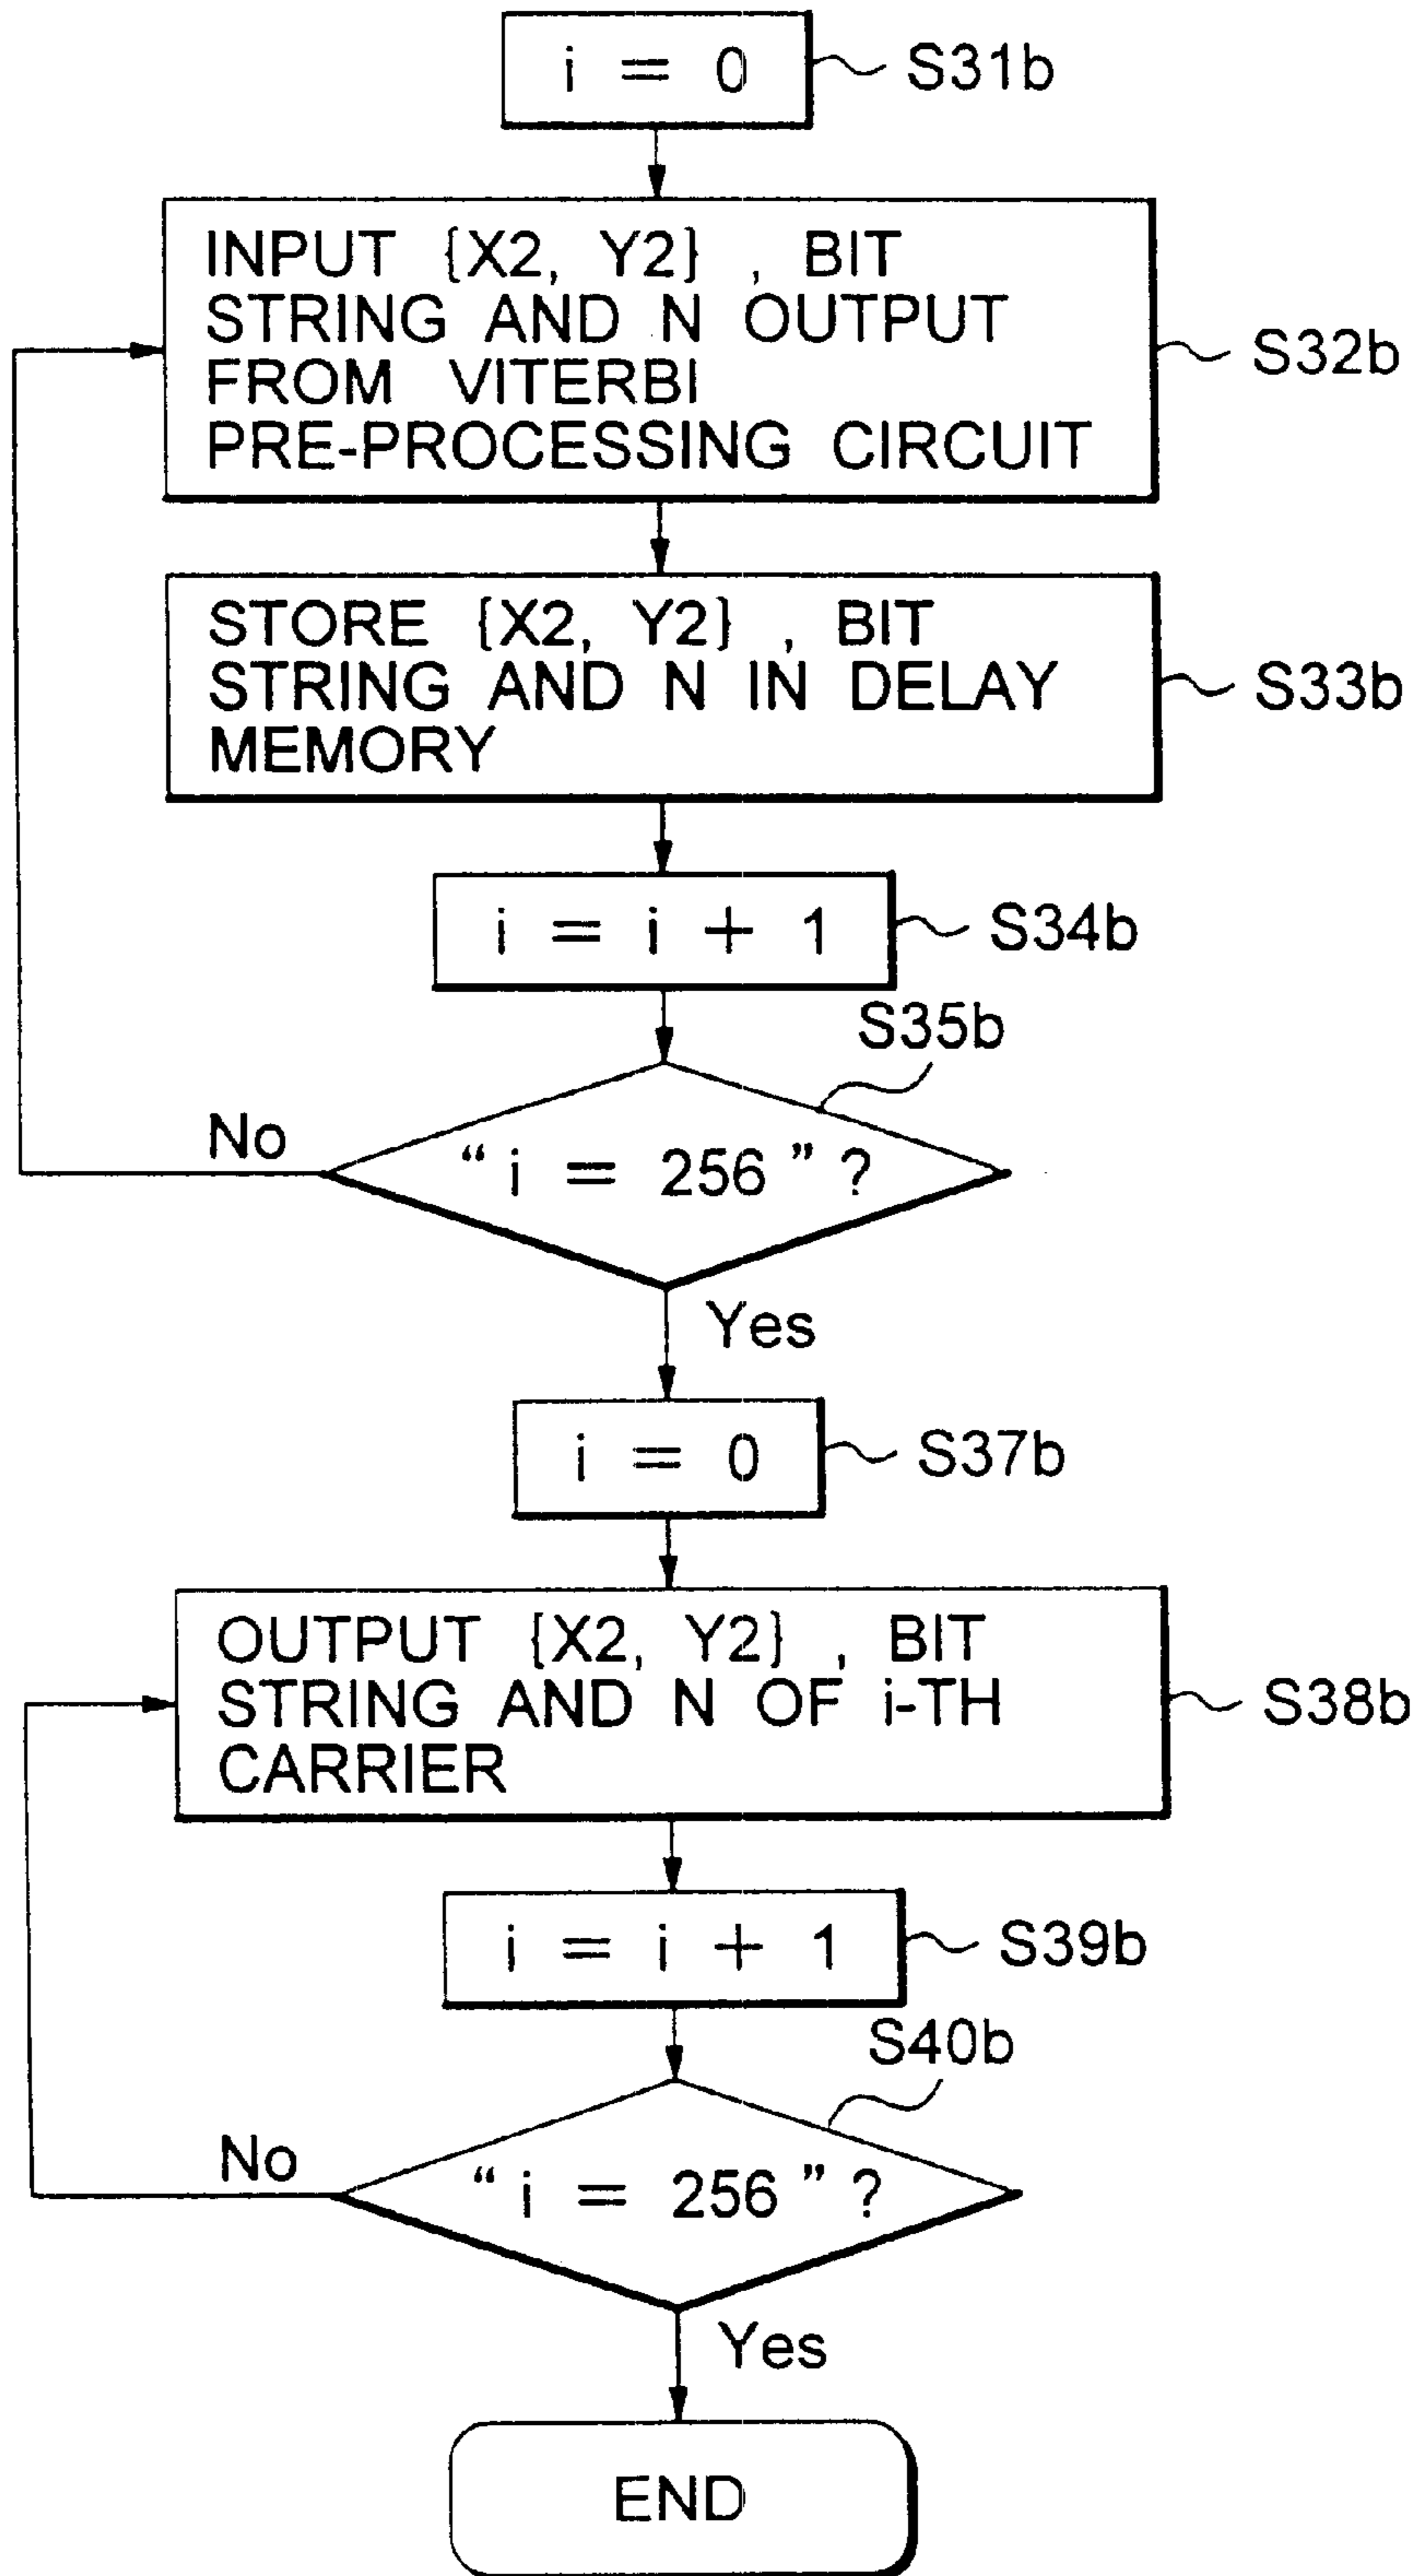 i = 0
S31b
INPUT {X2, Y2} , BIT
STRING AND N OUTPUT
FROM VITERBI
PRE-PROCESSING CIRCUIT
S32b
STORE {X2, Y2} , BIT
STRING AND N IN DELAY
MEMORY
S33b
i = i + 1
S34b
S35b
No
“ i = 256 ” ?
Yes
i = 0
S37b
OUTPUT {X2, Y2} , BIT
STRING AND N OF i-TH
CARRIER
S38b
i = i + 1
S39b
S40b
No
“ i = 256 ” ?
Yes
END